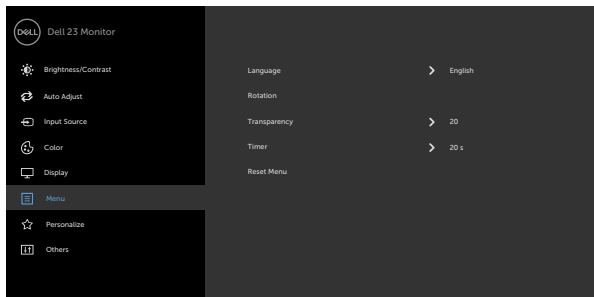 DELL Dell 23 Monitor
Brightness/Contrast
Auto Adjust
Input Source
Color
Display
Menu
Personalize
Others
Language English
Rotation
Transparency 20
Timer 20 s
Reset Menu